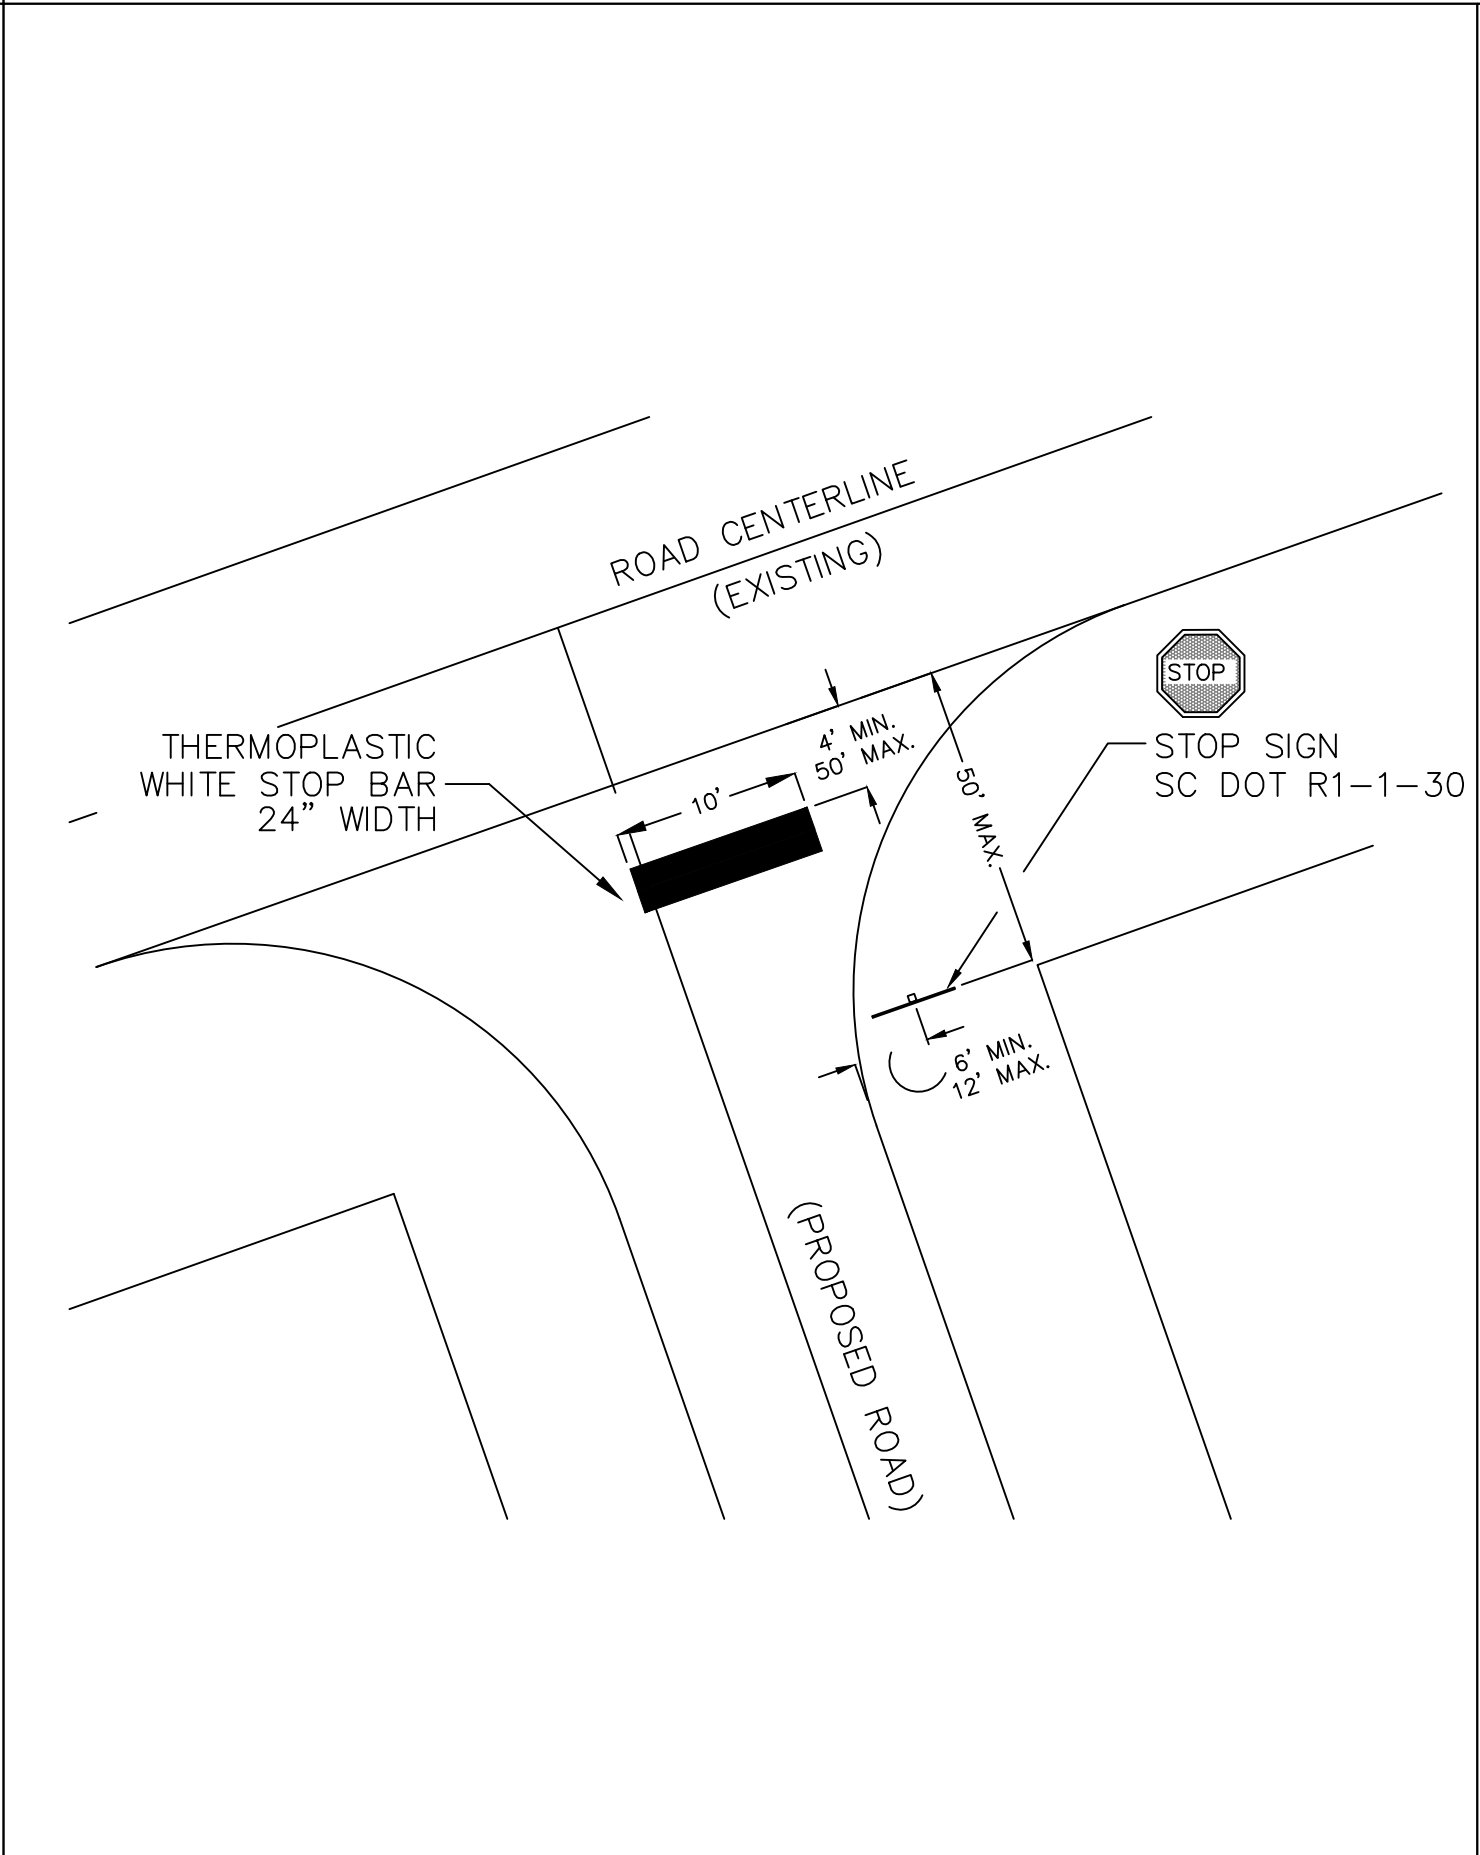 ROAD CENTERLINE
(EXISTING)
STOP
THERMOPLASTIC
WHITE STOP BAR
24” WIDTH
4' MIN.
50' MAX.
10'
50' MAX.
STOP SIGN
SC DOT R1-1-30
6' MIN.
12' MAX.
(PROPOSED ROAD)